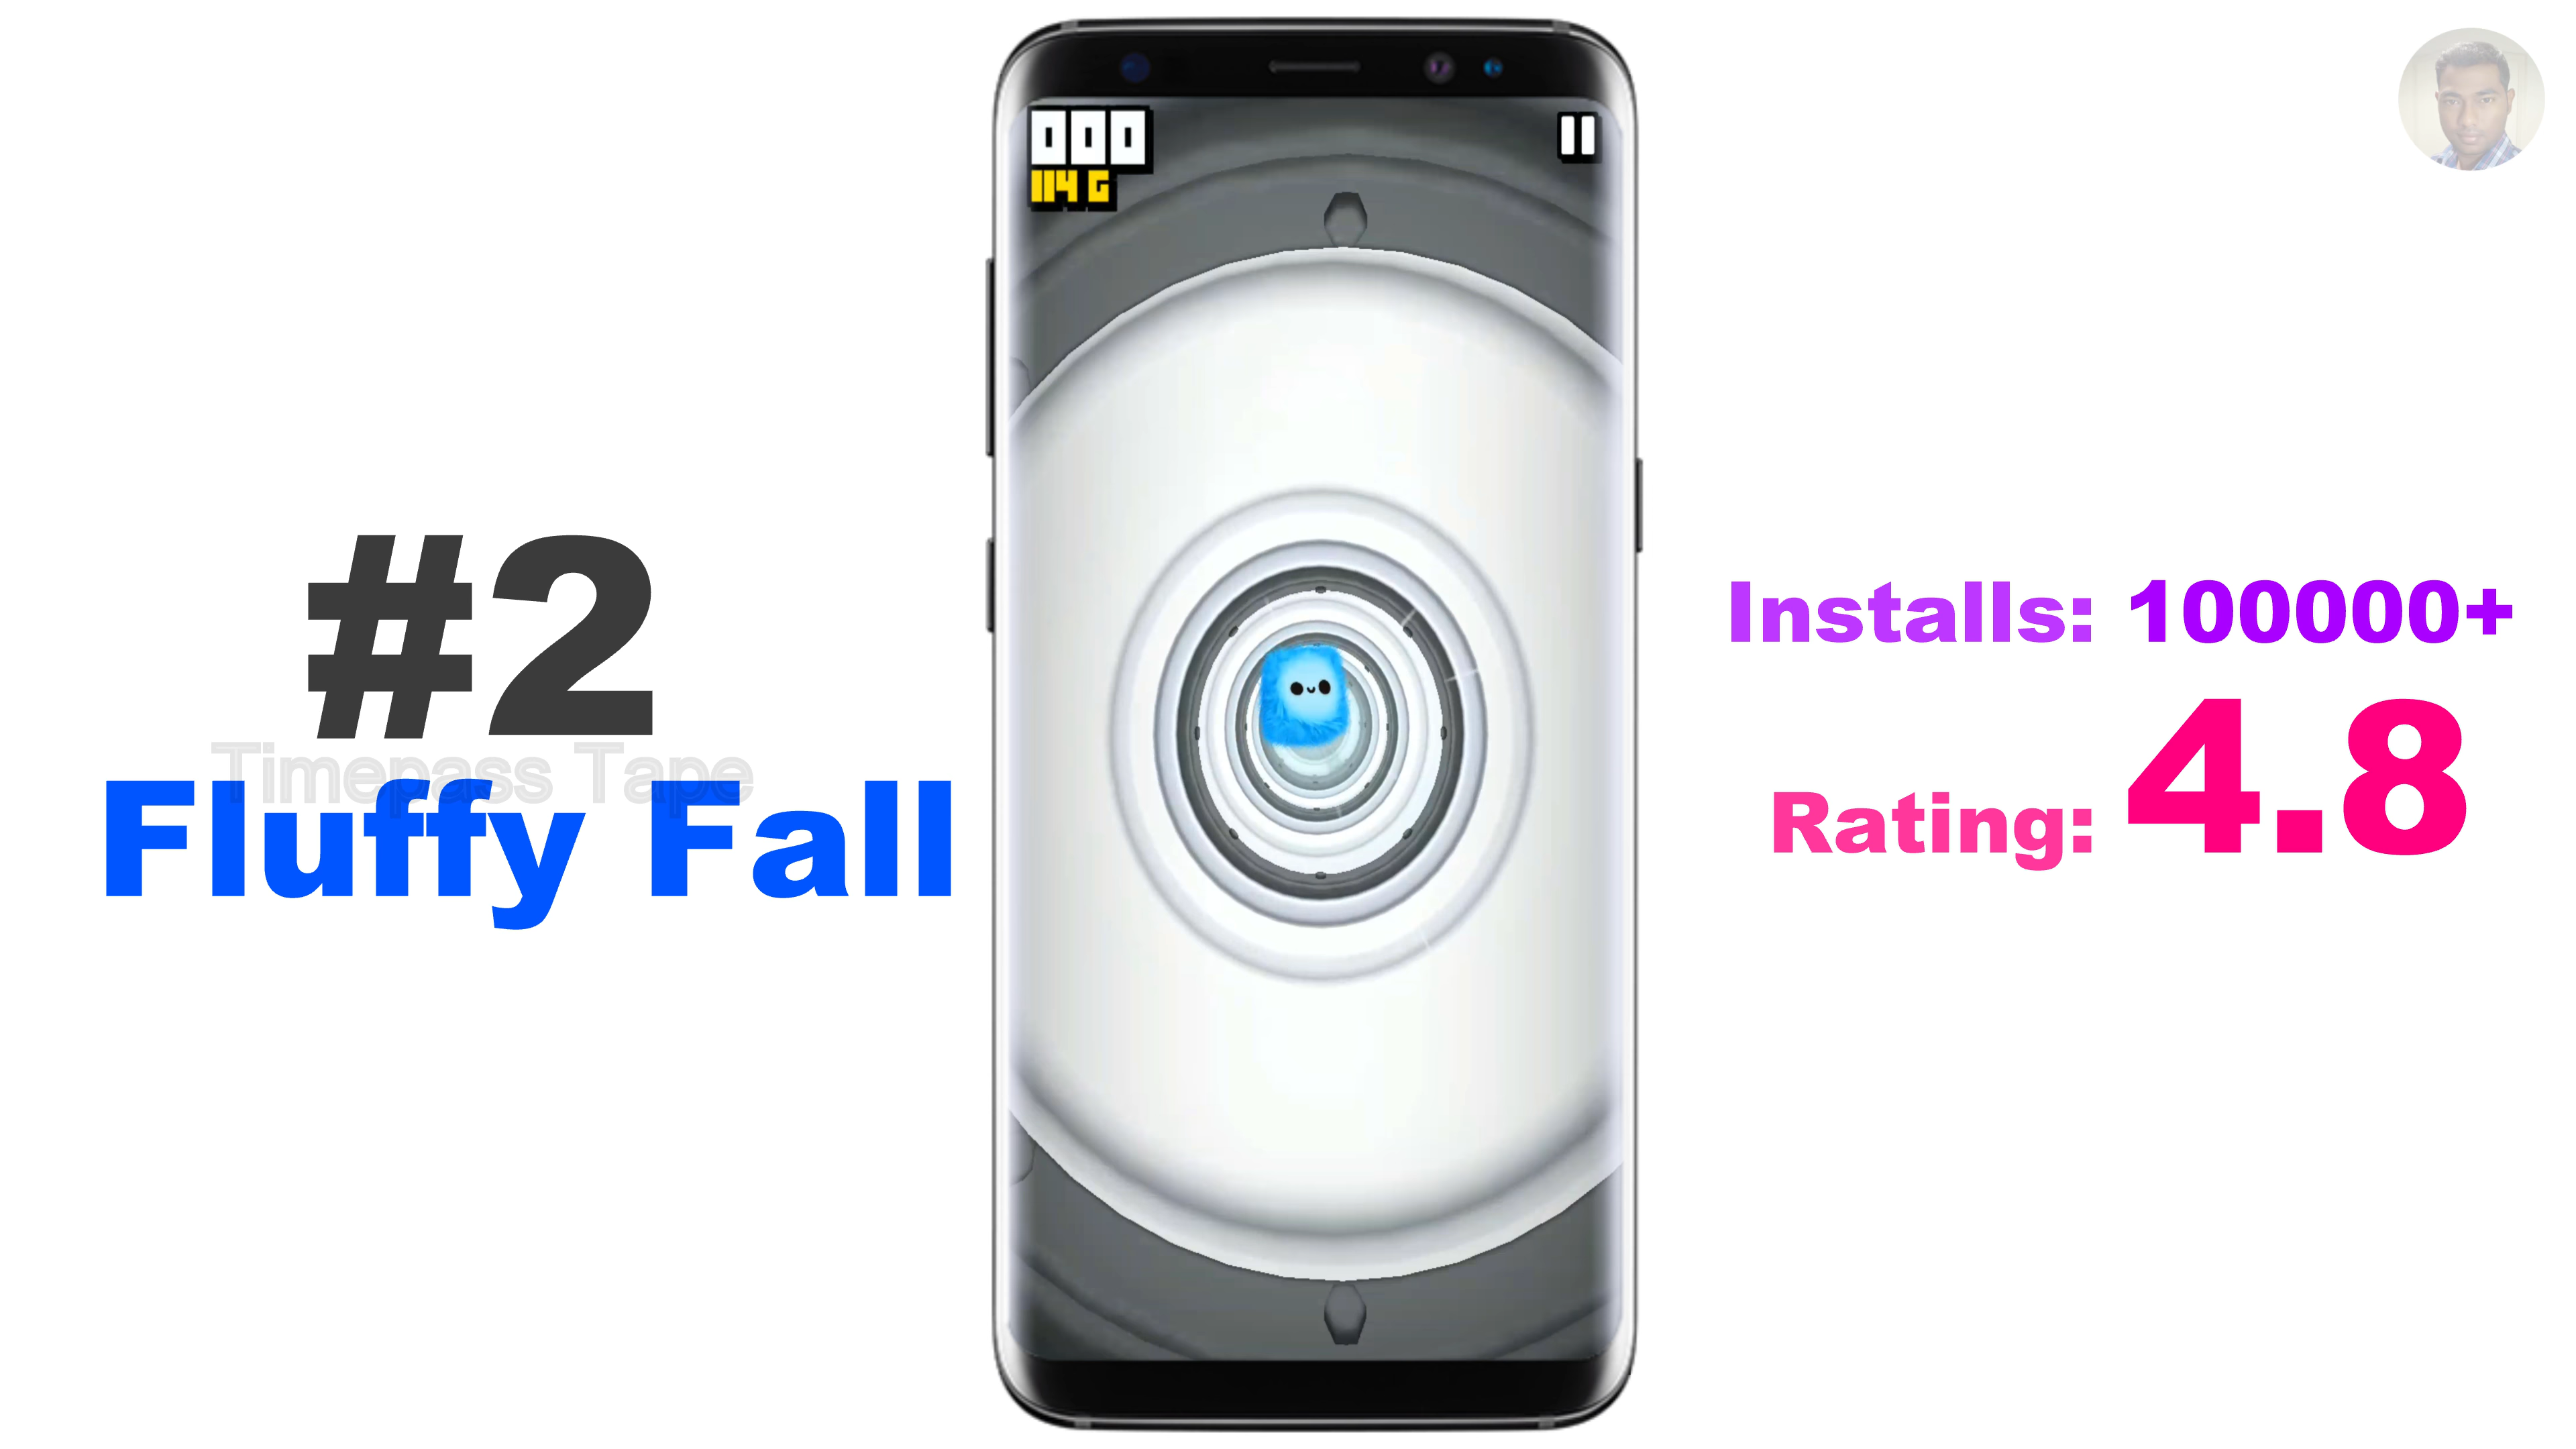 000
114 G
#2
Timepass Tape
Fluffy Fall
Installs: 100000+
Rating: 4.8